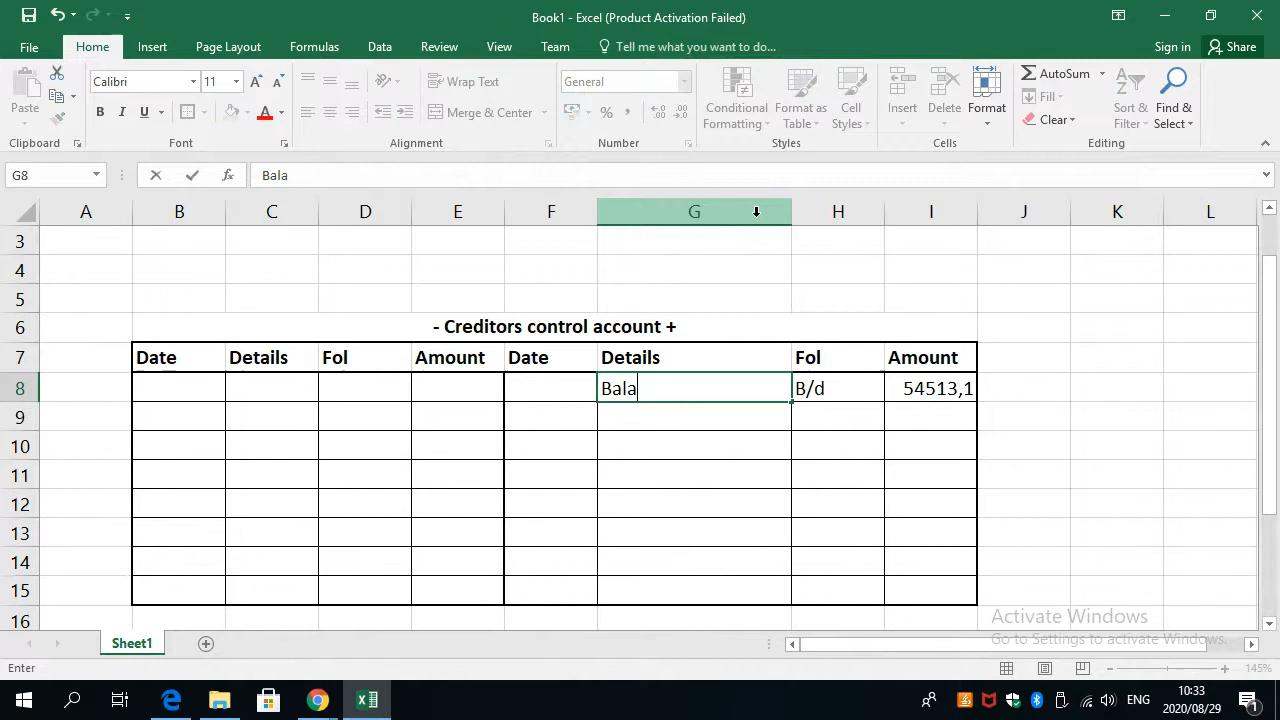 Book1 - Excel (Product Activation Failed)
File Home Insert Page Layout Formulas Data Review View Team Tell me what you want to do... Sign in Share
Paste
Clipboard
Calibri 11
B I U
Font
Wrap Text
Merge & Center
Alignment
General
Number
Conditional Formatting
Format as Table
Cell Styles
Styles
Insert
Delete
Format
Cells
AutoSum
Fill
Clear
Sort & Filter
Find & Select
Editing
G8 fx Bala
A B C D E F G H I J K L
3
4
5
6 - Creditors control account +
7 Date Details Fol Amount Date Details Fol Amount
8 Bala B/d 54513,1
9
10
11
12
13
14
15
16
Activate Windows
Go to Settings to activate Windows.
Sheet1
Enter 145%
ENG 10:33
2020/08/29
1